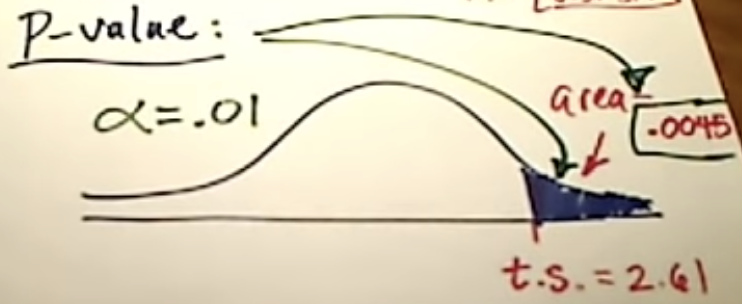 P-value:
α=.01
area=
.0045
t.s. = 2.61